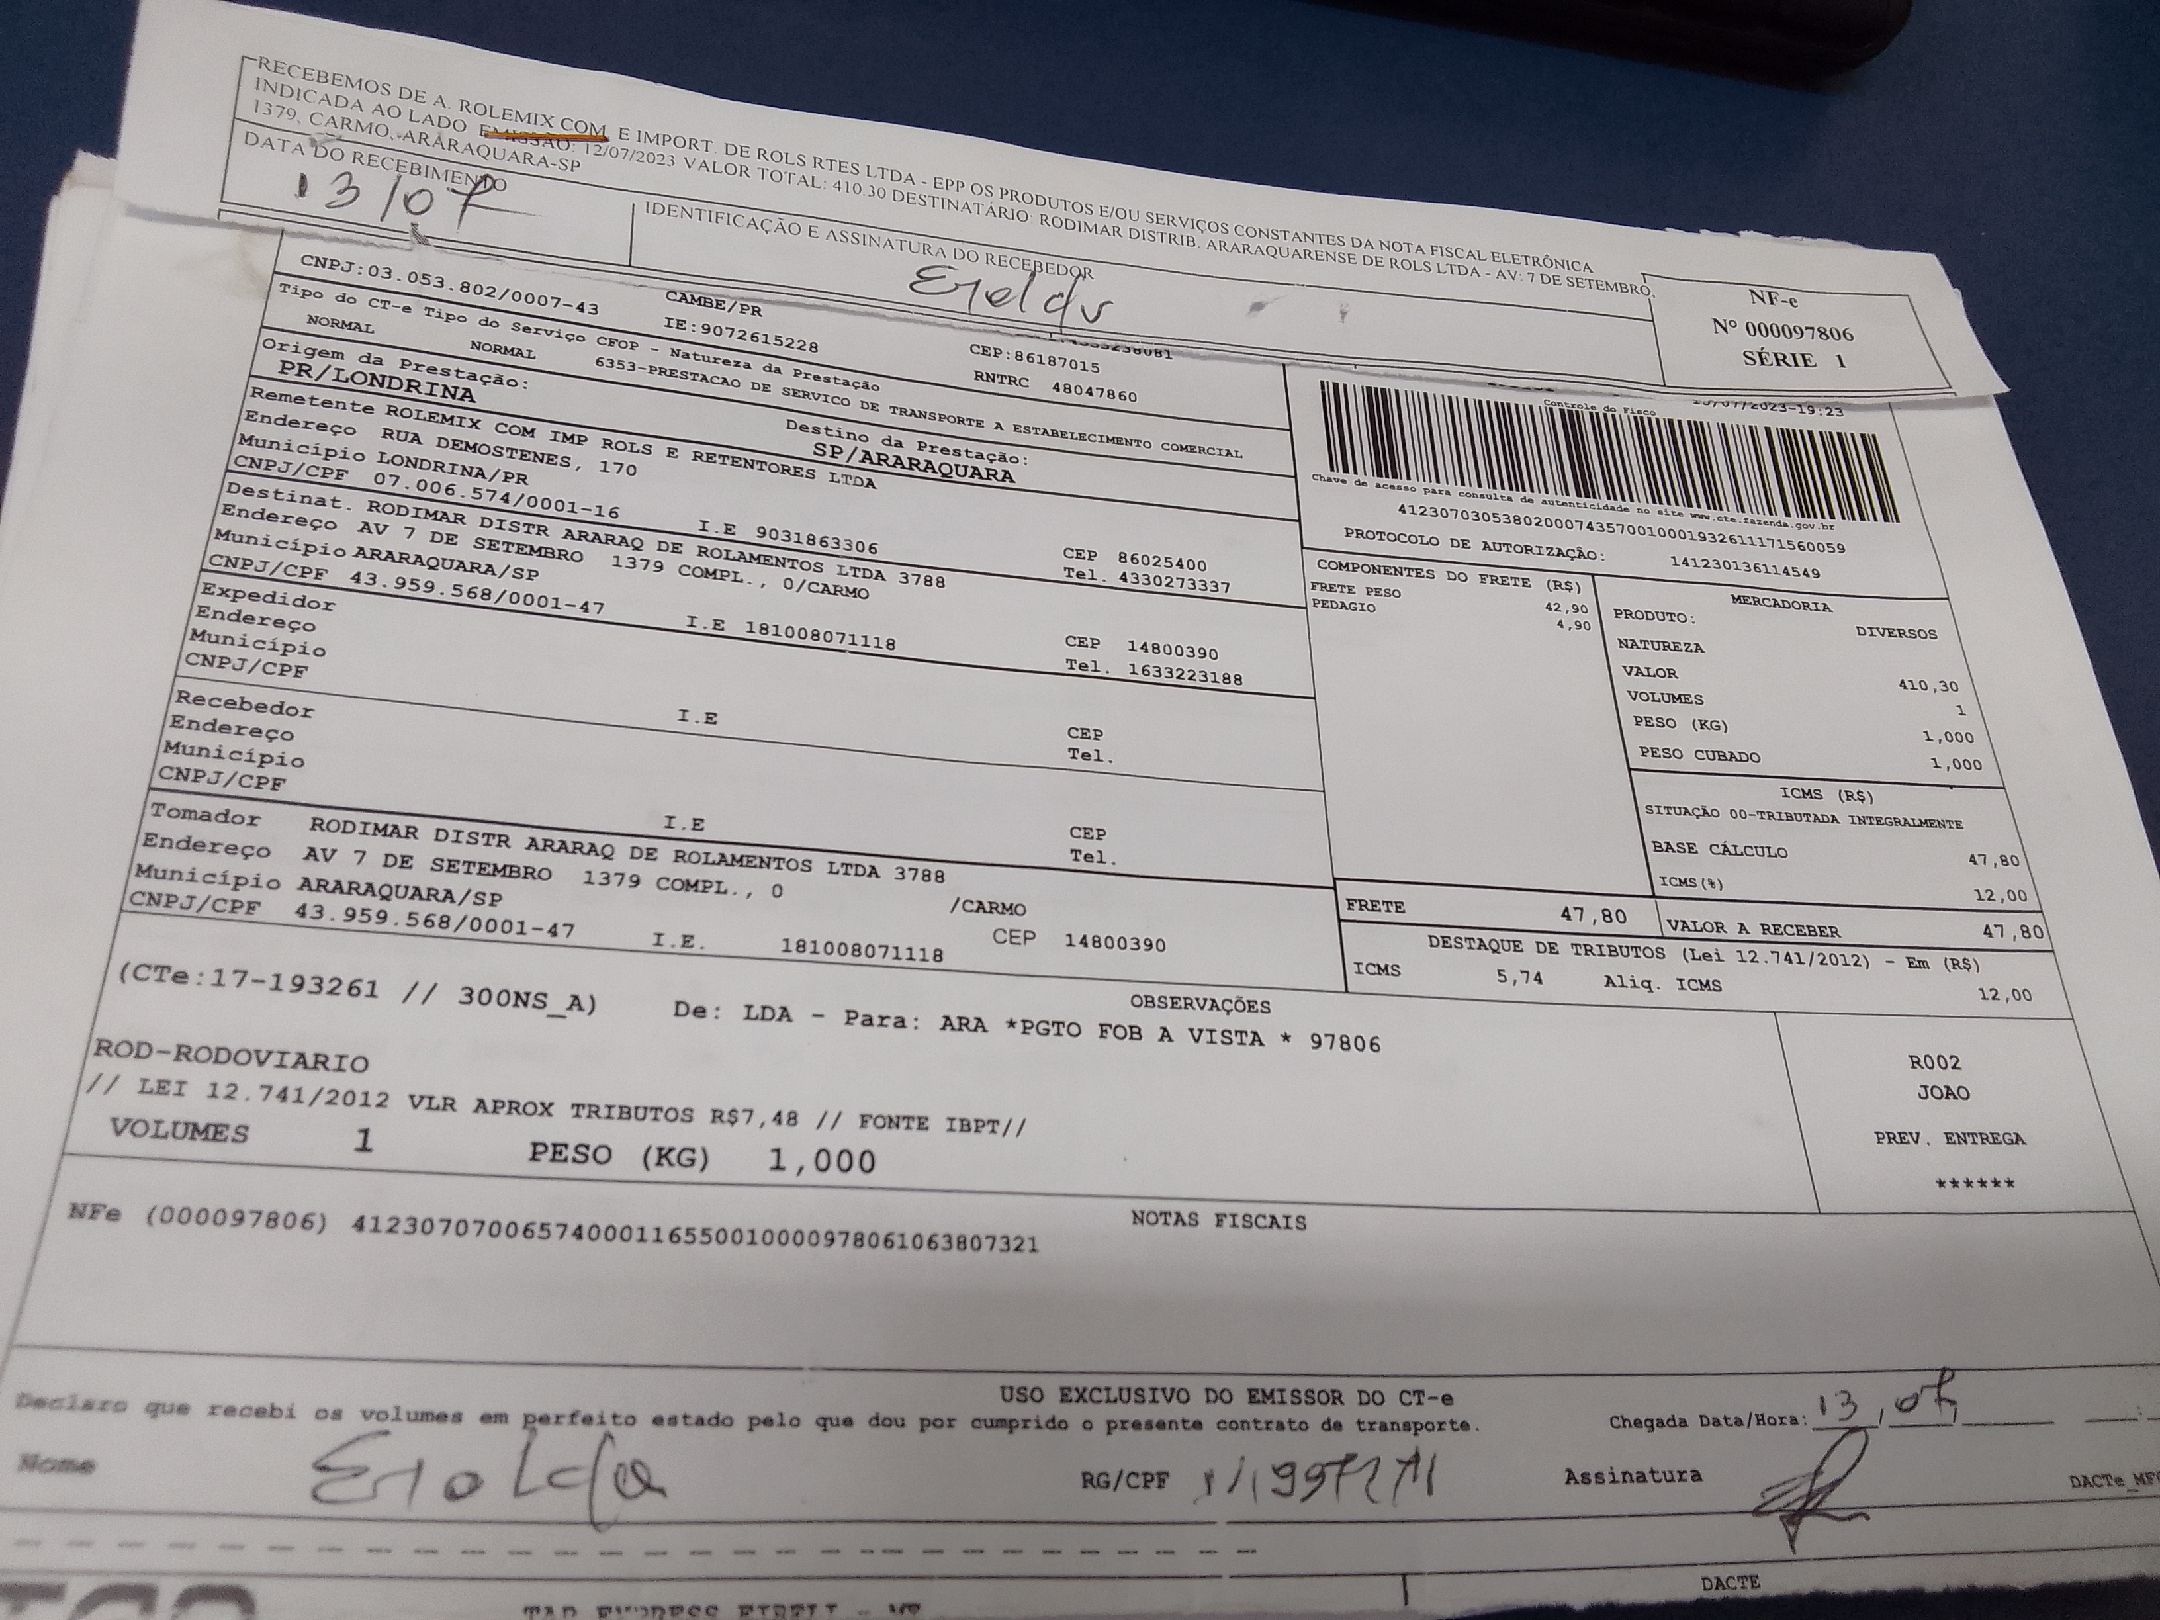 RECEBEMOS DE A. ROLEMIX COM E IMPORT. DE ROLS RTES LTDA - EPP OS PRODUTOS E/OU SERVIÇOS CONSTANTES DA NOTA FISCAL ELETRÔNICA
INDICADA AO LADO EMISSÃO: 12/07/2023 VALOR TOTAL: 410.30 DESTINATÁRIO: RODIMAR DISTRIB. ARARAQUARENSE DE ROLS LTDA - AV: 7 DE SETEMBRO,
1379, CARMO, ARARAQUARA-SP
DATA DO RECEBIMENTO
13/07
IDENTIFICAÇÃO E ASSINATURA DO RECEBEDOR
NF-e
Nº 000097806
SÉRIE 1
CNPJ:03.053.802/0007-43 CAMBE/PR
IE:9072615228 CEP:86187015
Tipo do CT-e Tipo do Serviço CFOP - Natureza da Prestação RNTRC 48047860
NORMAL NORMAL 6353-PRESTACAO DE SERVICO DE TRANSPORTE A ESTABELECIMENTO COMERCIAL
Origem da Prestação: Destino da Prestação:
PR/LONDRINA SP/ARARAQUARA
Remetente ROLEMIX COM IMP ROLS E RETENTORES LTDA
Endereço RUA DEMOSTENES, 170
Município LONDRINA/PR CEP 86025400
CNPJ/CPF 07.006.574/0001-16 I.E 9031863306 Tel. 4330273337
Destinat. RODIMAR DISTR ARARAQ DE ROLAMENTOS LTDA 3788
Endereço AV 7 DE SETEMBRO 1379 COMPL., 0/CARMO
Município ARARAQUARA/SP CEP 14800390
CNPJ/CPF 43.959.568/0001-47 I.E 181008071118 Tel. 1633223188
Expedidor
Endereço
Município CEP
CNPJ/CPF I.E Tel.
Recebedor
Endereço
Município CEP
CNPJ/CPF I.E Tel.
Tomador RODIMAR DISTR ARARAQ DE ROLAMENTOS LTDA 3788
Endereço AV 7 DE SETEMBRO 1379 COMPL., 0 /CARMO
Município ARARAQUARA/SP CEP 14800390
CNPJ/CPF 43.959.568/0001-47 I.E. 181008071118
/07/2023-19:23
Controle do Fisco
Chave de acesso para consulta de autenticidade no site www.cte.fazenda.gov.br
41230703053802000743570010001932611171560059
PROTOCOLO DE AUTORIZAÇÃO: 141230136114549
COMPONENTES DO FRETE (R$)
FRETE PESO 42,90
PEDAGIO 4,90
MERCADORIA
PRODUTO: DIVERSOS
NATUREZA
VALOR 410,30
VOLUMES 1
PESO (KG) 1,000
PESO CUBADO 1,000
ICMS (R$)
SITUAÇÃO 00-TRIBUTADA INTEGRALMENTE
BASE CÁLCULO 47,80
ICMS(%) 12,00
FRETE 47,80 VALOR A RECEBER 47,80
DESTAQUE DE TRIBUTOS (Lei 12.741/2012) - Em (R$)
ICMS 5,74 Aliq. ICMS 12,00
OBSERVAÇÕES
(CTe:17-193261 // 300NS_A) De: LDA - Para: ARA *PGTO FOB A VISTA * 97806
ROD-RODOVIARIO
// LEI 12.741/2012 VLR APROX TRIBUTOS R$7,48 // FONTE IBPT//
VOLUMES 1 PESO (KG) 1,000
R002
JOAO
PREV. ENTREGA
******
NOTAS FISCAIS
NFe (000097806) 41230707006574000116550010000978061063807321
USO EXCLUSIVO DO EMISSOR DO CT-e
Declaro que recebi os volumes em perfeito estado pelo que dou por cumprido o presente contrato de transporte.
Chegada Data/Hora: 13/07/
Nome RG/CPF Assinatura
DACTe_MF
DACTE